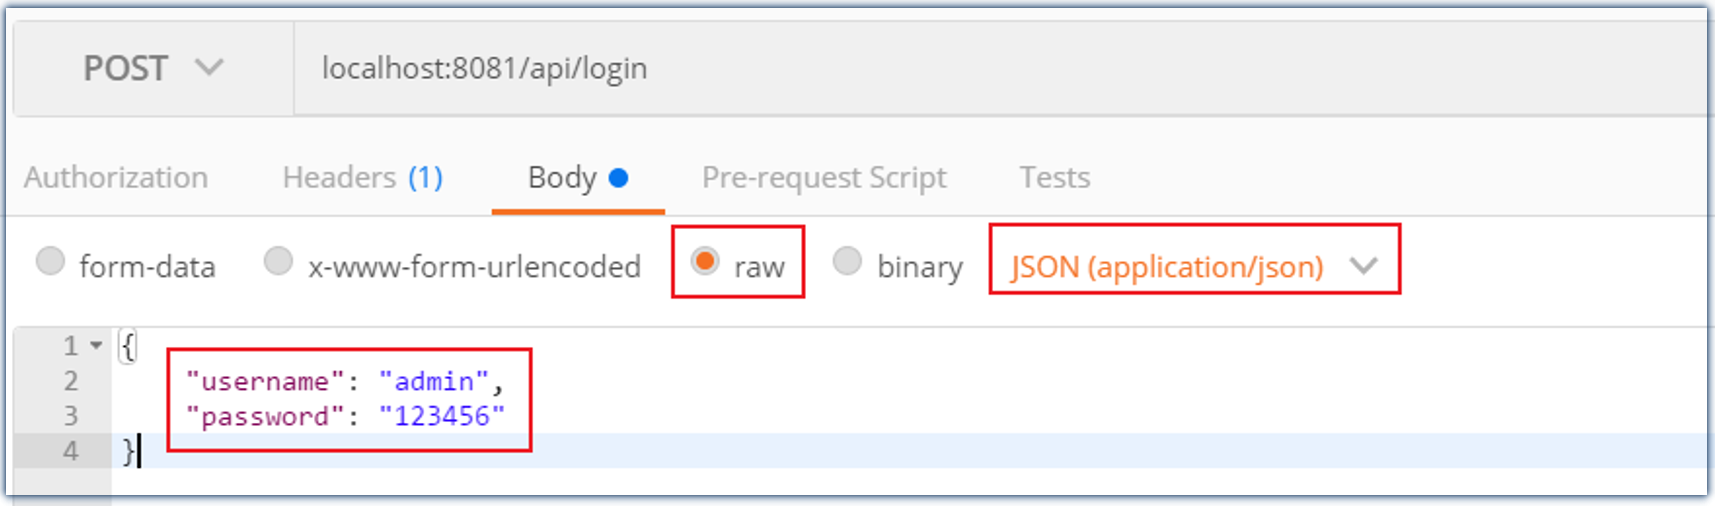 POST localhost:8081/api/login
Authorization Headers (1) Body Pre-request Script Tests
form-data x-www-form-urlencoded raw binary JSON (application/json)
1 {
2 "username": "admin",
3 "password": "123456"
4 }